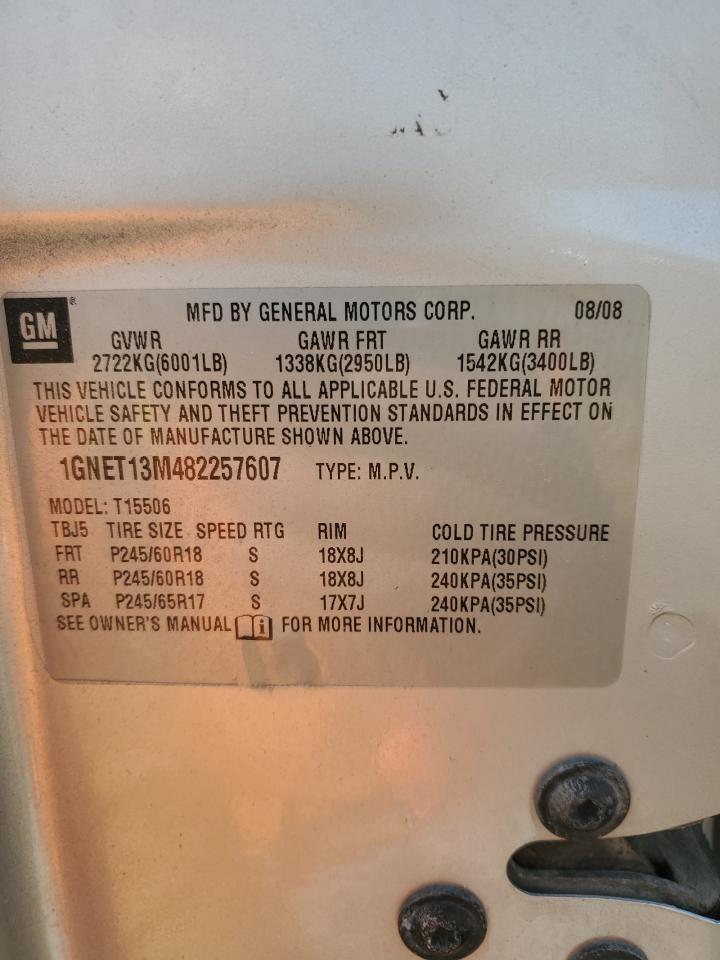 GM ® MFD BY GENERAL MOTORS CORP. 08/08
GVWR GAWR FRT GAWR RR
2722KG(6001LB) 1338KG(2950LB) 1542KG(3400LB)
THIS VEHICLE CONFORMS TO ALL APPLICABLE U.S. FEDERAL MOTOR
VEHICLE SAFETY AND THEFT PREVENTION STANDARDS IN EFFECT ON
THE DATE OF MANUFACTURE SHOWN ABOVE.
1GNET13M482257607 TYPE: M.P.V.
MODEL: T15506
TBJ5 TIRE SIZE SPEED RTG RIM COLD TIRE PRESSURE
FRT P245/60R18 S 18X8J 210KPA(30PSI)
RR P245/60R18 S 18X8J 240KPA(35PSI)
SPA P245/65R17 S 17X7J 240KPA(35PSI)
SEE OWNER'S MANUAL i FOR MORE INFORMATION.